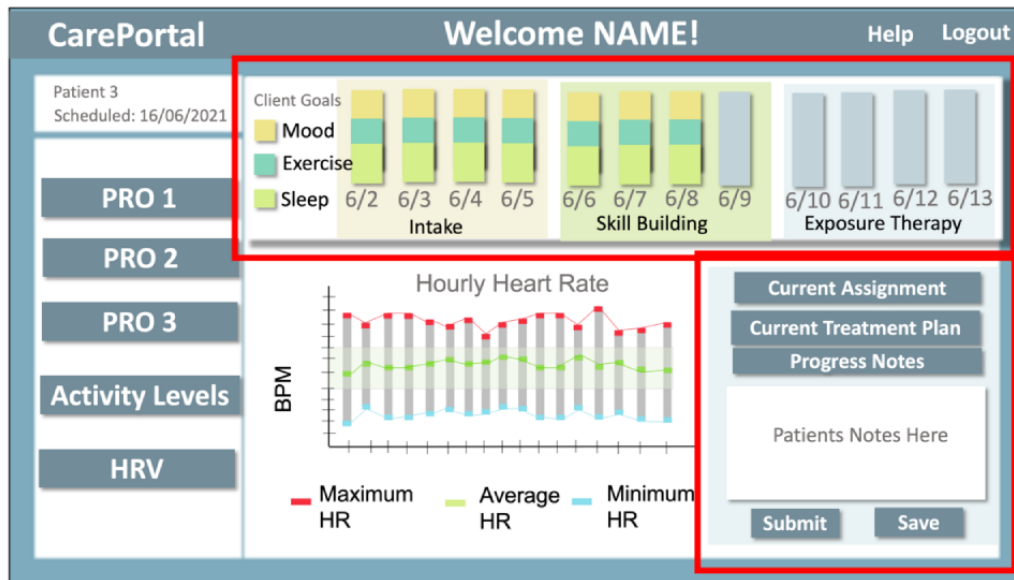 CarePortal
Welcome NAME!
Help
Logout
Patient 3
Scheduled: 16/06/2021
PRO 1
PRO 2
PRO 3
Activity Levels
HRV
Client Goals
Mood
Exercise
Sleep
6/2 6/3 6/4 6/5
Intake
6/6 6/7 6/8 6/9
Skill Building
6/10 6/11 6/12 6/13
Exposure Therapy
Hourly Heart Rate
BPM
Maximum
HR
Average
HR
Minimum
HR
Current Assignment
Current Treatment Plan
Progress Notes
Patients Notes Here
Submit
Save